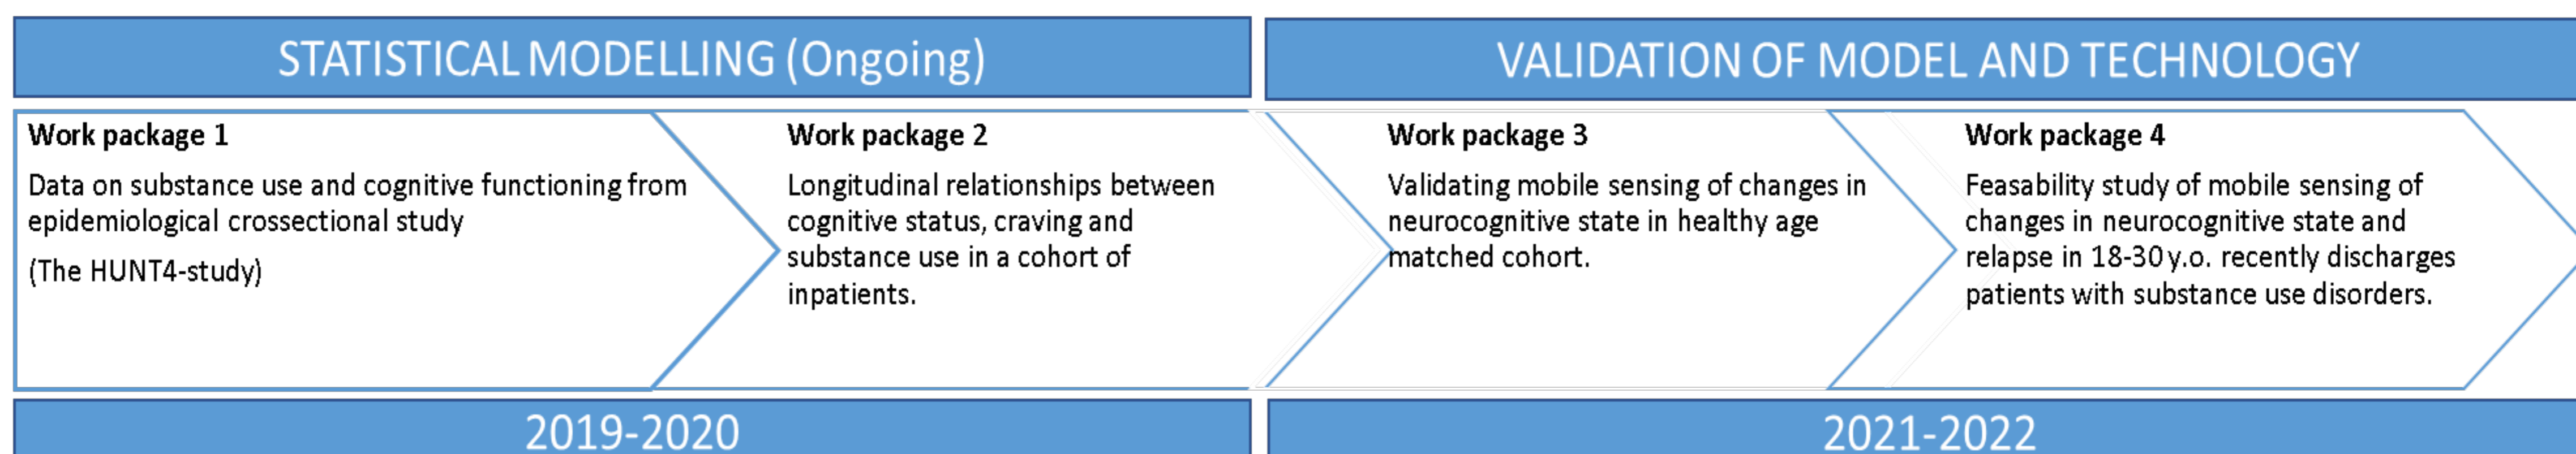 STATISTICAL MODELLING (Ongoing)
VALIDATION OF MODEL AND TECHNOLOGY
Work package 1
Data on substance use and cognitive functioning from
epidemiological crossectional study
(The HUNT4-study)
Work package 2
Longitudinal relationships between
cognitive status, craving and
substance use in a cohort of
inpatients.
Work package 3
Validating mobile sensing of changes in
neurocognitive state in healthy age
matched cohort.
Work package 4
Feasability study of mobile sensing of
changes in neurocognitive state and
relapse in 18-30 y.o. recently discharges
patients with substance use disorders.
2019-2020
2021-2022